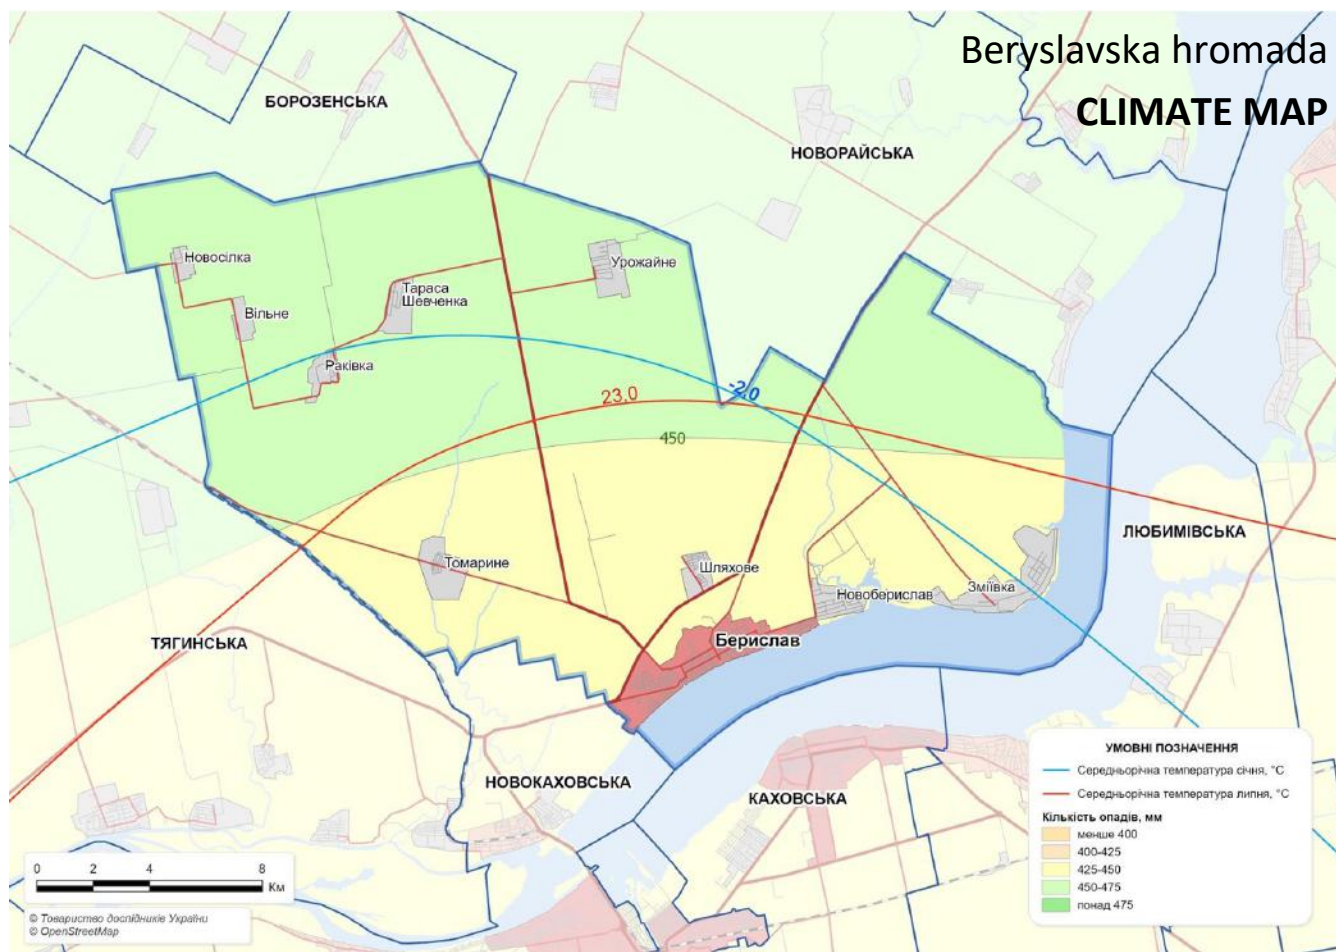 Beryslavska hromada
CLIMATE MAP
БОРОЗЕНСЬКА
НОВОРАЙСЬКА
Новосілка
Урожайне
Тараса
Шевченка
Вільне
Раківка
23,0
-2,0
450
ЛЮБИМІВСЬКА
Томарине
Шляхове
Зміївка
Новоберислав
Берислав
ТЯГИНСЬКА
НОВОКАХОВСЬКА
КАХОВСЬКА
УМОВНІ ПОЗНАЧЕННЯ
Середньорічна температура січня, °C
Середньорічна температура липня, °C
Кількість опадів, мм
менше 400
400-425
425-450
450-475
понад 475
0 2 4 8
Км
© Товариство дослідників України
© OpenStreetMap